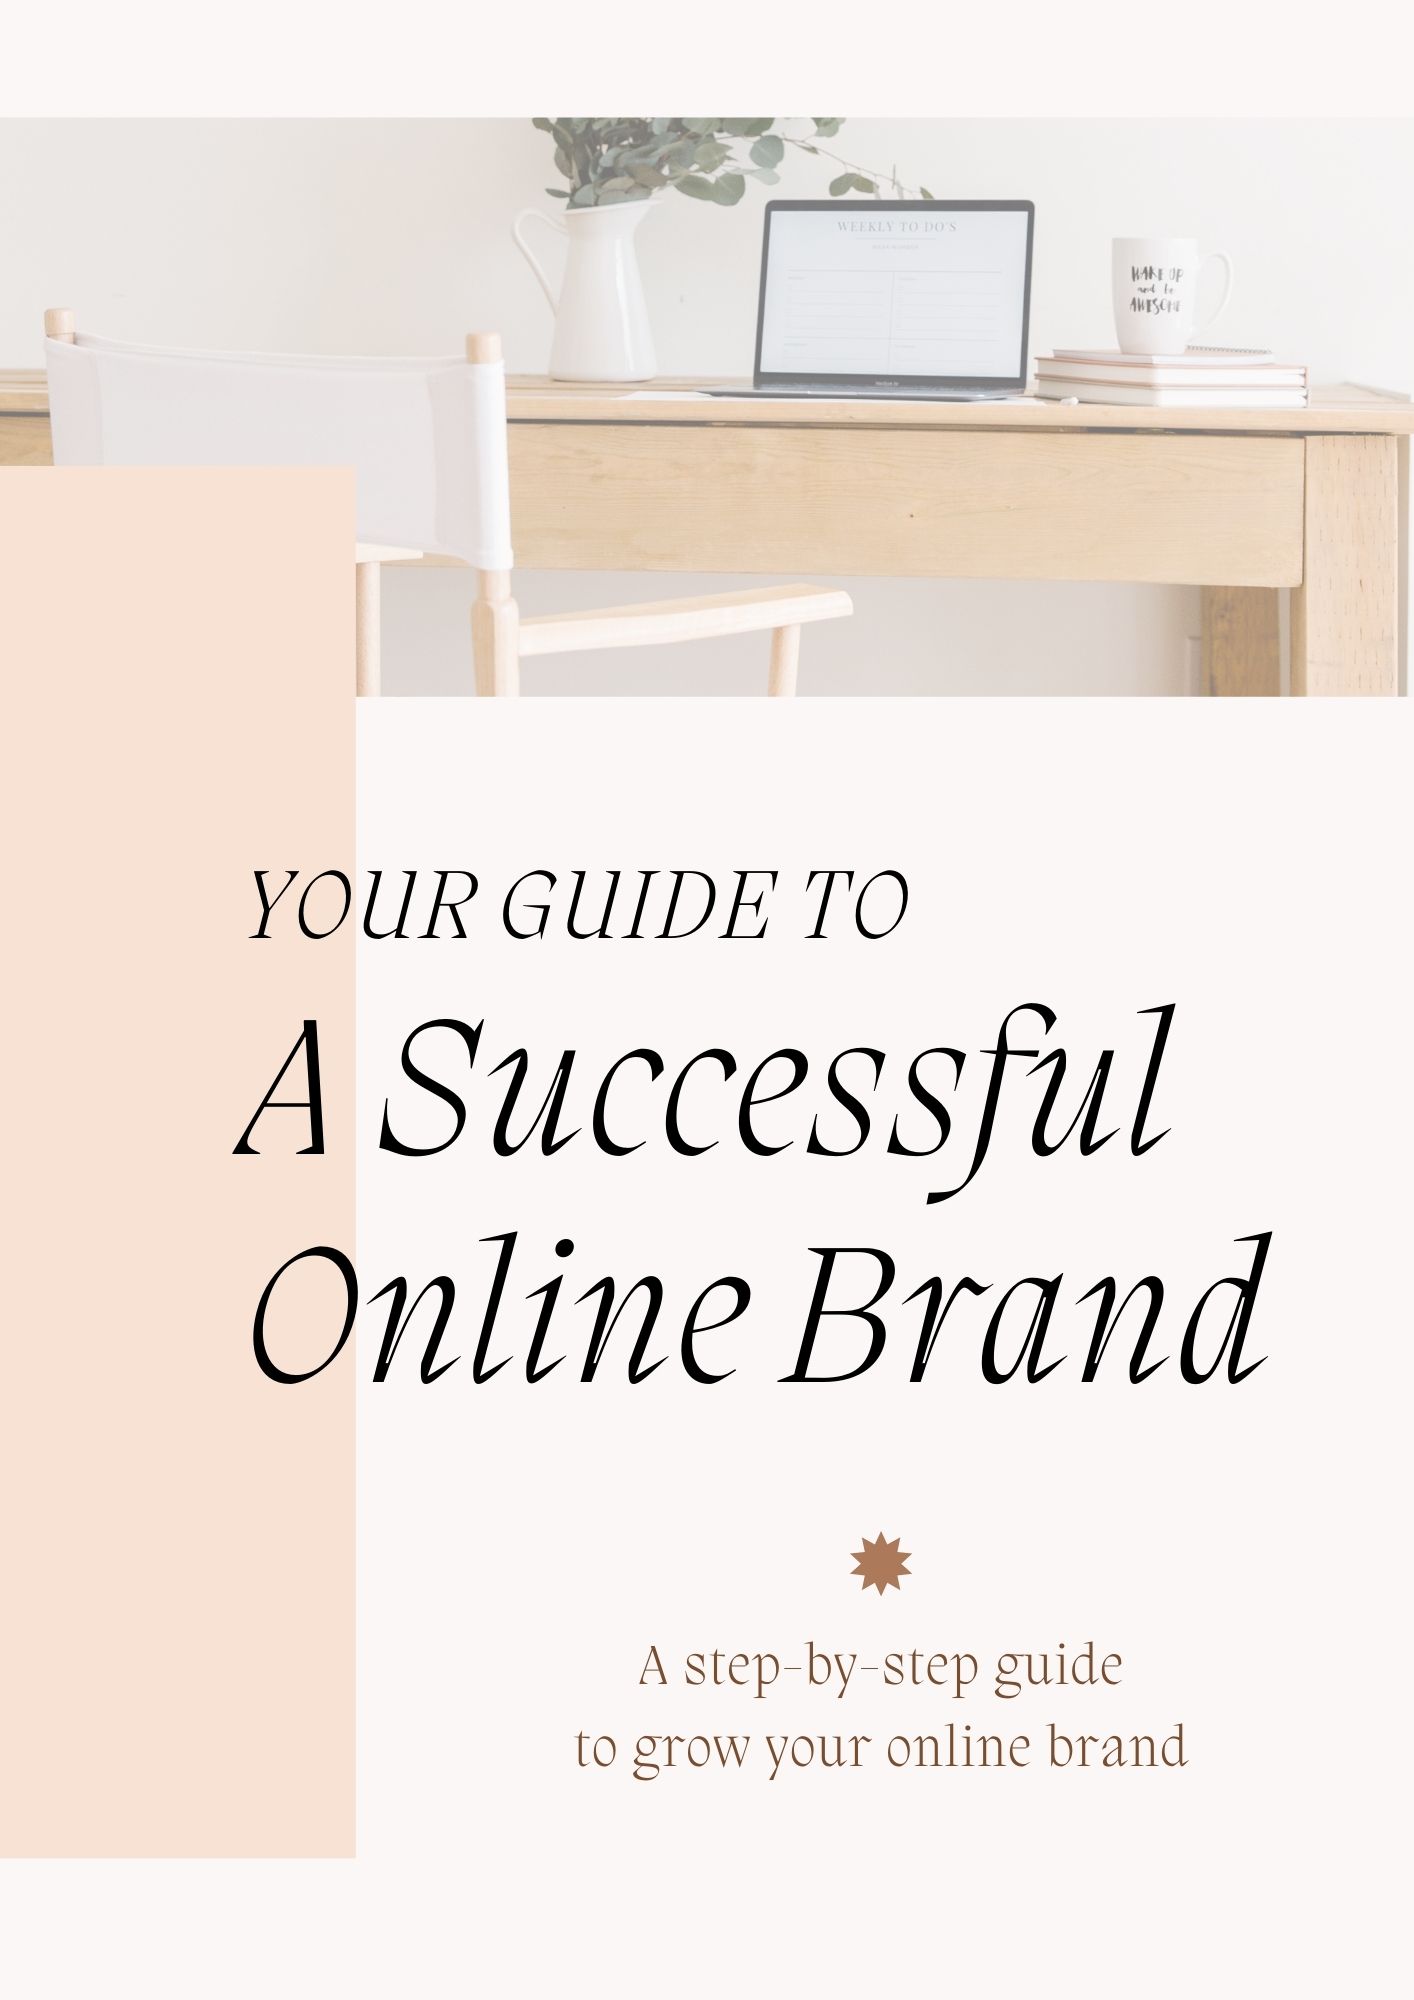 WEEKLY TO DO'S
WAKE UP
and be
AWESOME
YOUR GUIDE TO
A Successful
Online Brand
A step-by-step guide
to grow your online brand